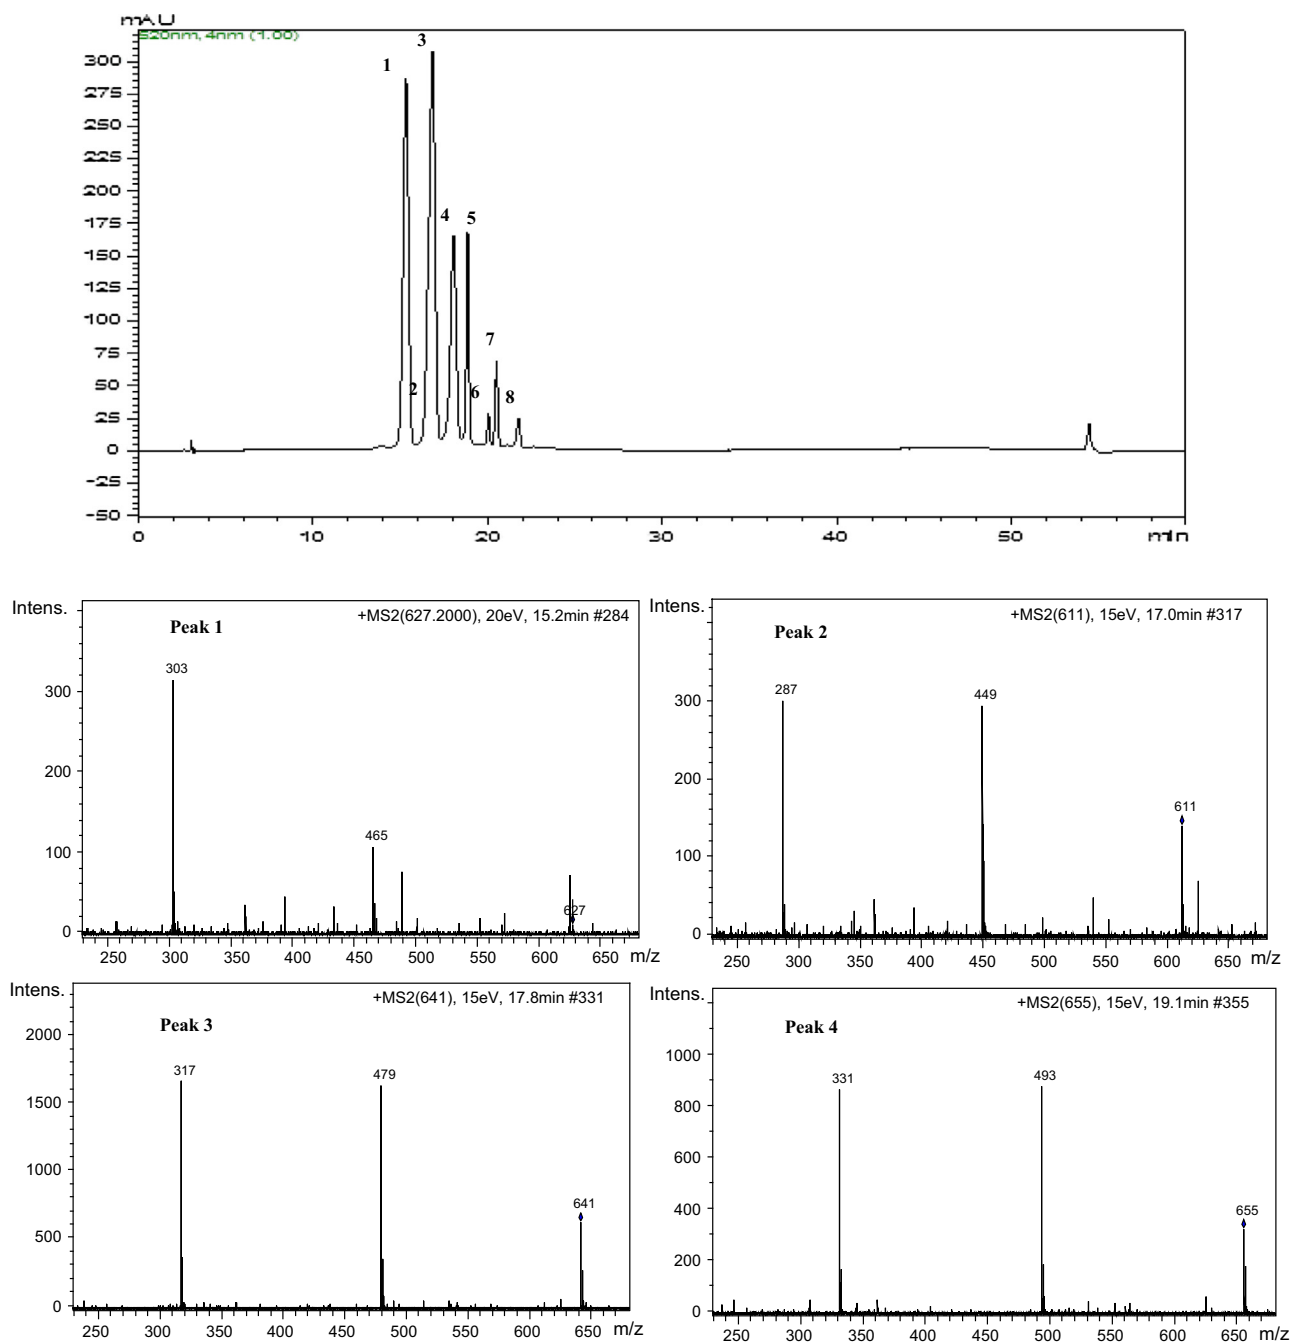 mAU
520nm, 4nm (1.00)
300
275
250
225
200
175
150
125
100
75
50
25
0
-25
-50
1
2
3
4
5
6
7
8
0 10 20 30 40 50 min
Intens.
+MS2(627.2000), 20eV, 15.2min #284
Peak 1
303
465
627
300
200
100
0
250 300 350 400 450 500 550 600 650 m/z
Intens.
+MS2(611), 15eV, 17.0min #317
Peak 2
287
449
611
300
200
100
0
250 300 350 400 450 500 550 600 650 m/z
Intens.
+MS2(641), 15eV, 17.8min #331
Peak 3
317
479
641
2000
1500
1000
500
0
250 300 350 400 450 500 550 600 650 m/z
Intens.
+MS2(655), 15eV, 19.1min #355
Peak 4
331
493
655
1000
800
600
400
200
0
250 300 350 400 450 500 550 600 650 m/z